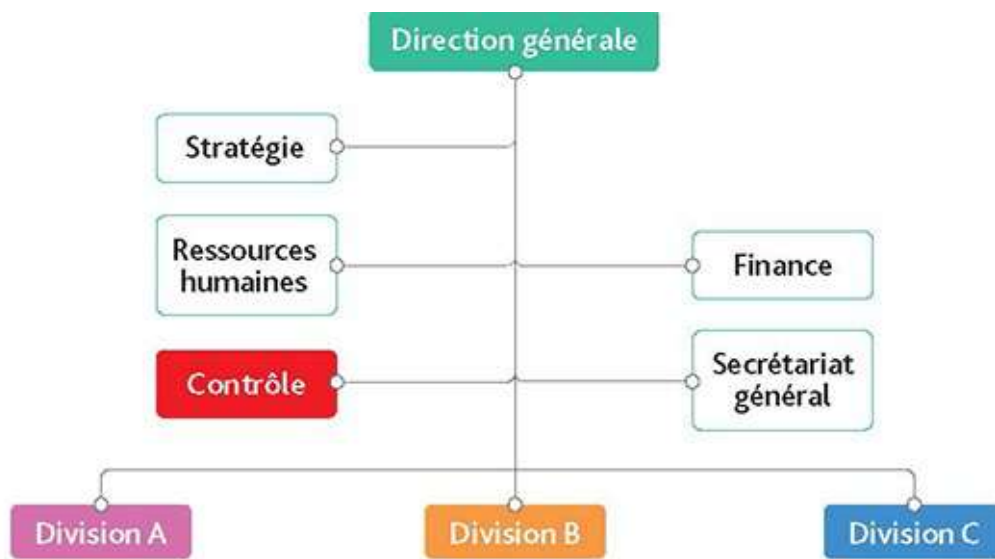 Direction générale
Stratégie
Ressources
humaines
Finance
Contrôle
Secrétariat
général
Division A
Division B
Division C